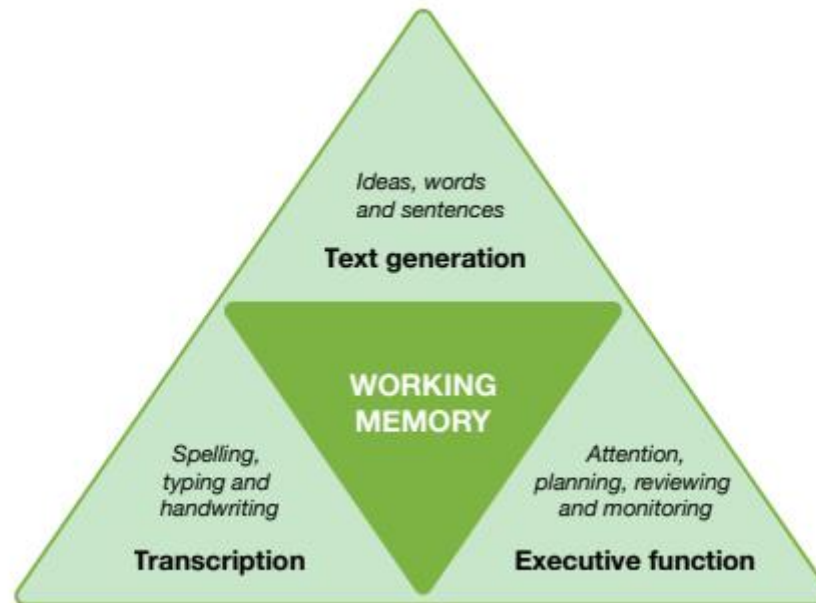 Ideas, words
and sentences
Text generation
WORKING
MEMORY
Spelling,
typing and
handwriting
Transcription
Attention,
planning, reviewing
and monitoring
Executive function